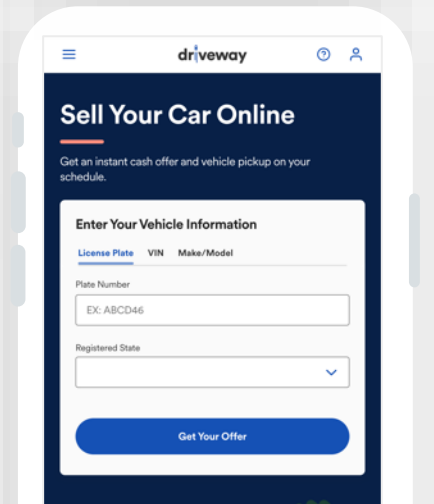 driveway
Sell Your Car Online
Get an instant cash offer and vehicle pickup on your
schedule.
Enter Your Vehicle Information
License Plate VIN Make/Model
Plate Number
EX: ABCD46
Registered State
Get Your Offer